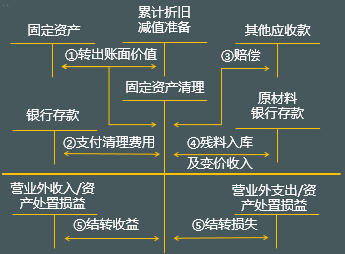 累计折旧
减值准备
固定资产
其他应收款
①转出账面价值
③赔偿
固定资产清理
银行存款
原材料
银行存款
②支付清理费用
④残料入库
及变价收入
营业外收入/资
产处置损益
营业外支出/资
产处置损益
⑤结转收益
⑤结转损失